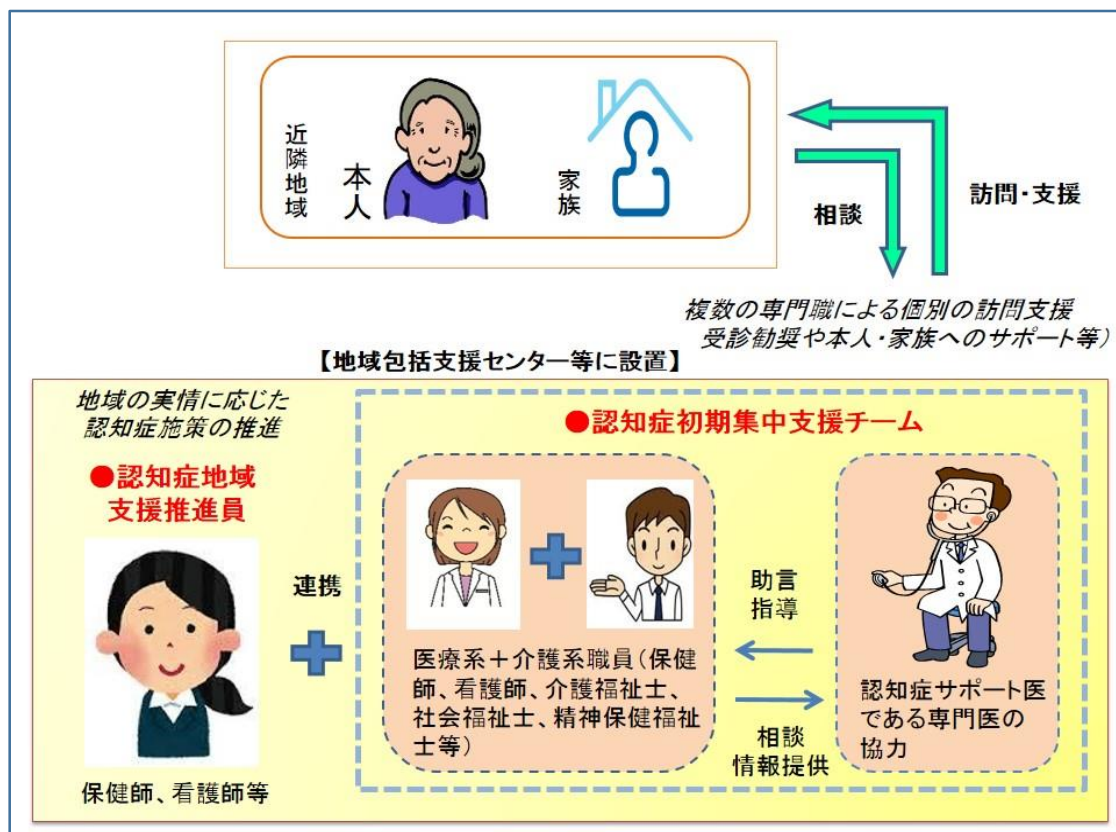 近隣地域
本人
家族
相談
訪問・支援
複数の専門職による個別の訪問支援
受診勧奨や本人・家族へのサポート等）
【地域包括支援センター等に設置】
地域の実情に応じた
認知症施策の推進
●認知症地域
支援推進員
保健師、看護師等
連携
●認知症初期集中支援チーム
医療系＋介護系職員（保健
師、看護師、介護福祉士、
社会福祉士、精神保健福祉
士等）
助言
指導
相談
情報提供
認知症サポート医
である専門医の
協力